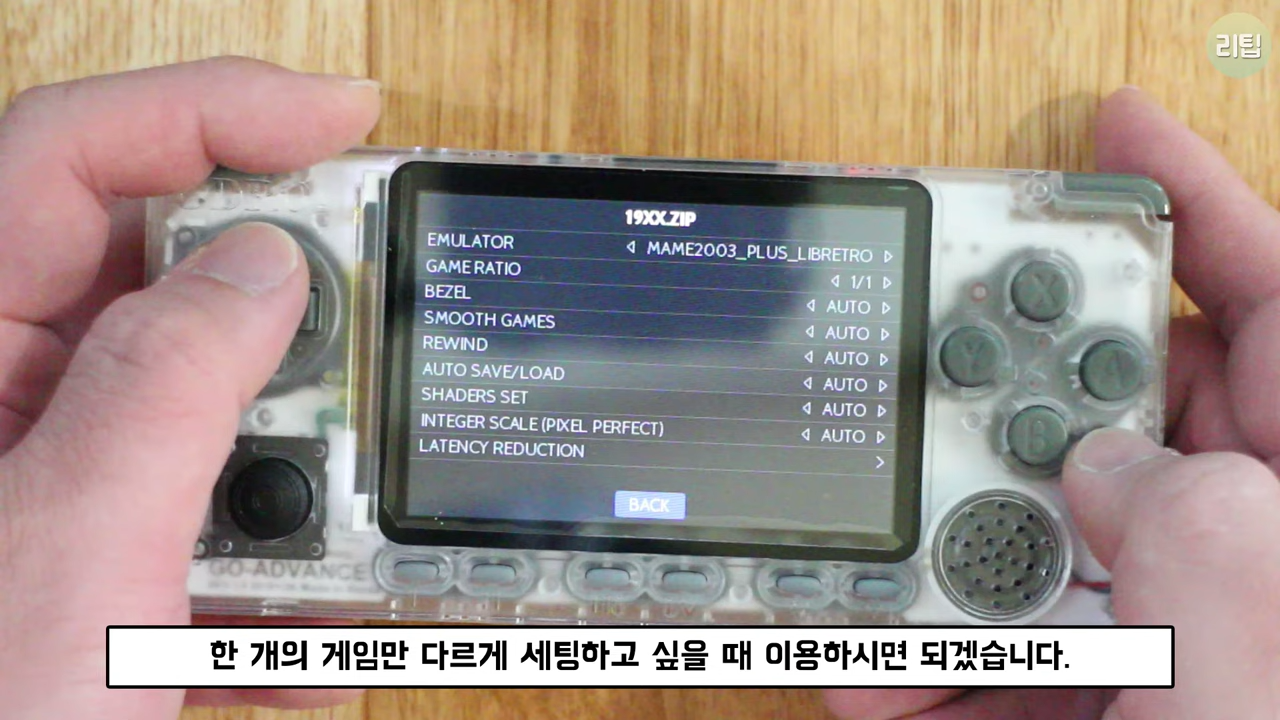 리팁
19XX.ZIP
EMULATOR MAME2003_PLUS_LIBRETRO
GAME RATIO 1/1
BEZEL AUTO
SMOOTH GAMES AUTO
REWIND AUTO
AUTO SAVE/LOAD AUTO
SHADERS SET AUTO
INTEGER SCALE (PIXEL PERFECT) AUTO
LATENCY REDUCTION
BACK
X
Y
A
B
GO-ADVANCE
한 개의 게임만 다르게 세팅하고 싶을 때 이용하시면 되겠습니다.